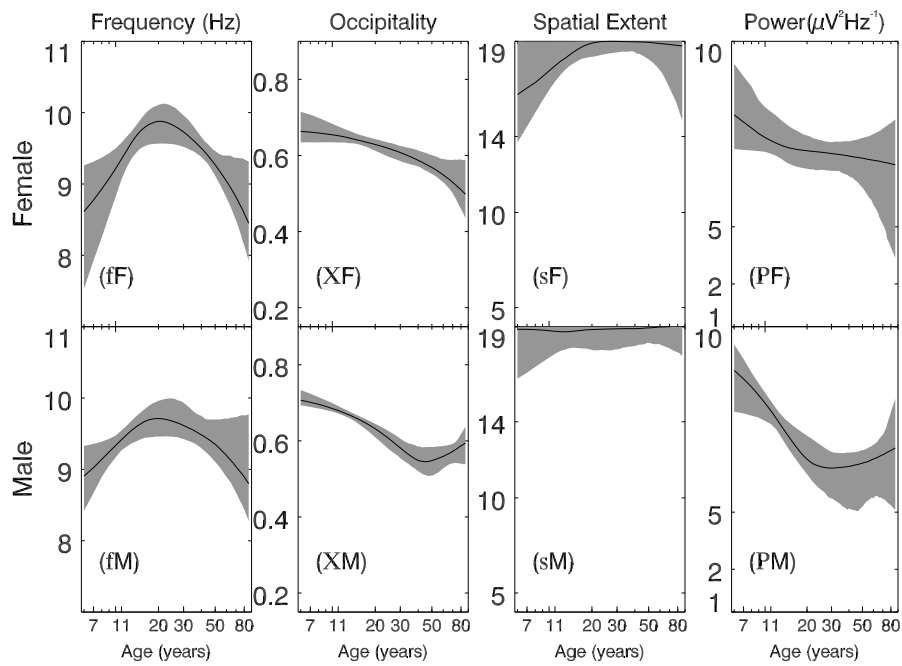 Frequency (Hz) Occipitality Spatial Extent Power(μV²Hz⁻¹)
Female
11
10
9
8
(fF)
0.8
0.6
0.4
0.2
(XF)
19
14
10
5
(sF)
10
5
2
1
(PF)
Male
11
10
9
8
(fM)
0.8
0.6
0.4
0.2
(XM)
19
14
10
5
4
(sM)
10
5
2
1
(PM)
7 11 20 30 50 80 7 11 20 30 50 80 7 11 20 30 50 80 7 11 20 30 50 80
Age (years) Age (years) Age (years) Age (years)